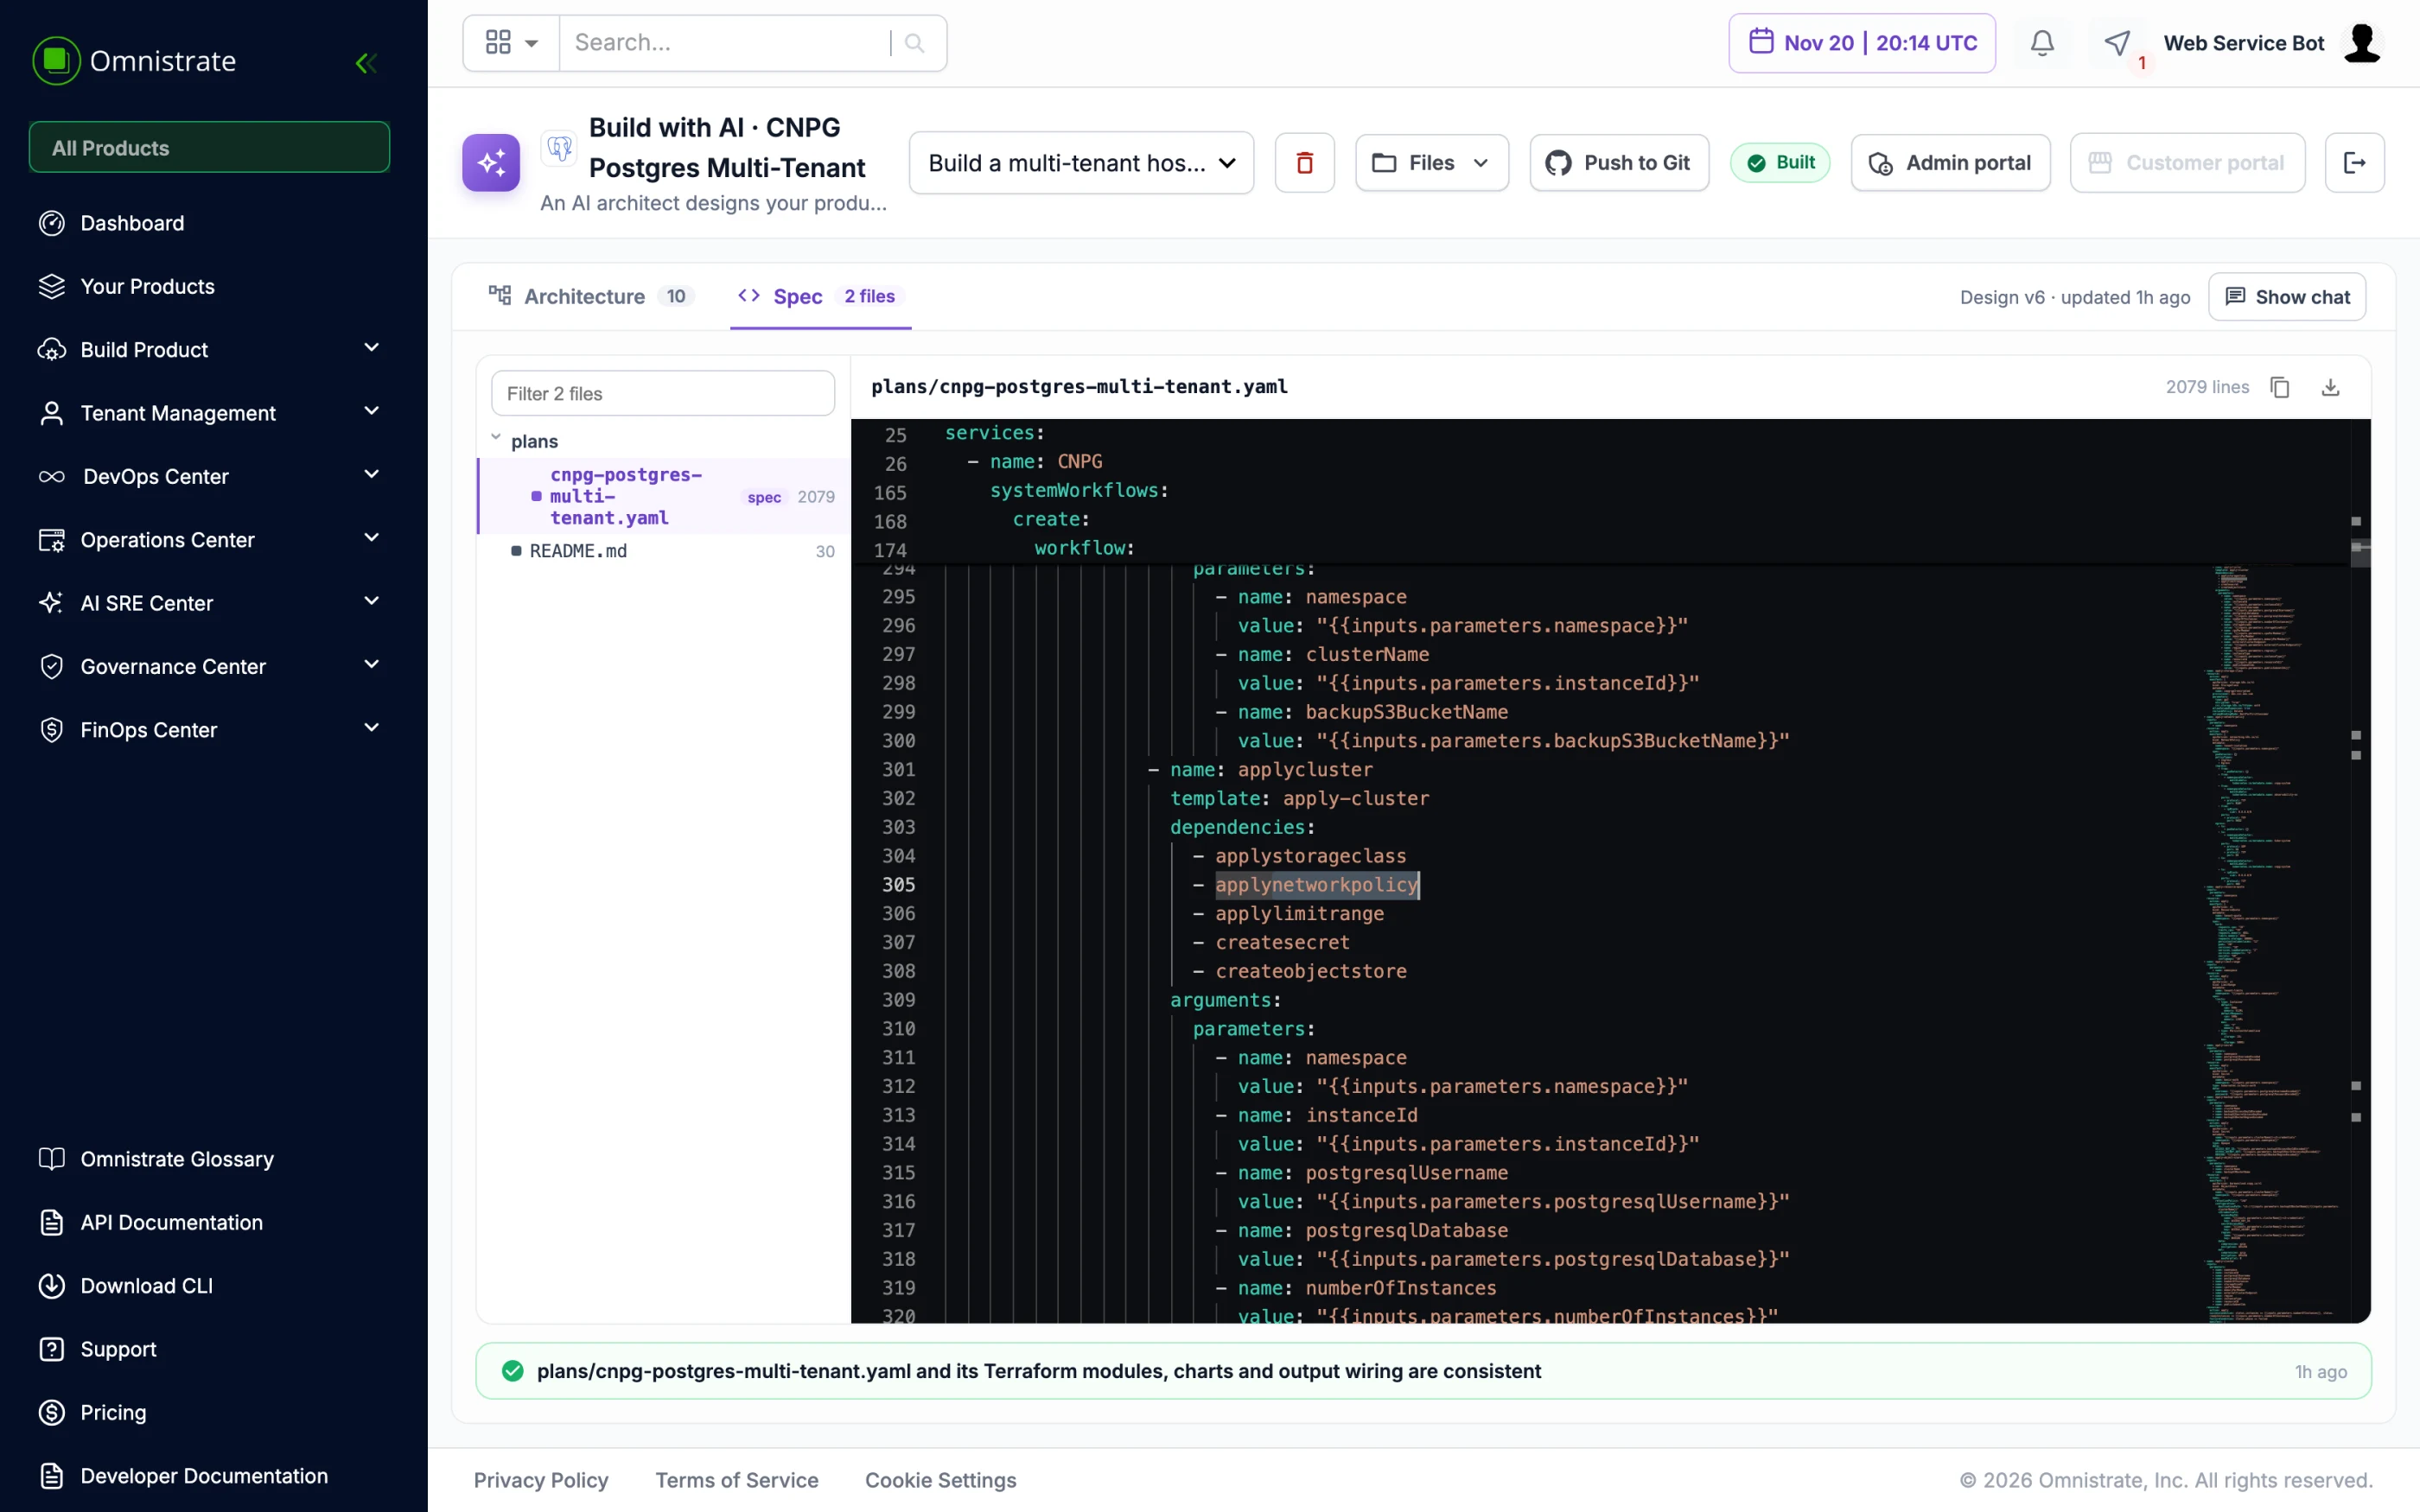 Omnistrate
All Products
Dashboard
Your Products
Build Product
Tenant Management
DevOps Center
Operations Center
AI SRE Center
Governance Center
FinOps Center
Omnistrate Glossary
API Documentation
Download CLI
Support
Pricing
Developer Documentation
Search...
Nov 20 | 20:14 UTC
1
Web Service Bot
Build with AI · CNPG
Postgres Multi-Tenant
An AI architect designs your produ...
Build a multi-tenant hos...
Files
Push to Git
Built
Admin portal
Customer portal
Architecture 10
Spec 2 files
Design v6 · updated 1h ago
Show chat
Filter 2 files
plans
cnpg-postgres-
multi-
tenant.yaml
spec 2079
README.md 30
plans/cnpg-postgres-multi-tenant.yaml
2079 lines
25 services:
26 - name: CNPG
165 systemWorkflows:
168 create:
174 workflow:
294 parameters:
295 - name: namespace
296 value: "{{inputs.parameters.namespace}}"
297 - name: clusterName
298 value: "{{inputs.parameters.instanceId}}"
299 - name: backupS3BucketName
300 value: "{{inputs.parameters.backupS3BucketName}}"
301 - name: applycluster
302 template: apply-cluster
303 dependencies:
304 - applystorageclass
305 - applynetworkpolicy
306 - applylimitrange
307 - createsecret
308 - createobjectstore
309 arguments:
310 parameters:
311 - name: namespace
312 value: "{{inputs.parameters.namespace}}"
313 - name: instanceId
314 value: "{{inputs.parameters.instanceId}}"
315 - name: postgresqlUsername
316 value: "{{inputs.parameters.postgresqlUsername}}"
317 - name: postgresqlDatabase
318 value: "{{inputs.parameters.postgresqlDatabase}}"
319 - name: numberOfInstances
320 value: "{{inputs.parameters.numberOfInstances}}"
plans/cnpg-postgres-multi-tenant.yaml and its Terraform modules, charts and output wiring are consistent
1h ago
Privacy Policy
Terms of Service
Cookie Settings
© 2026 Omnistrate, Inc. All rights reserved.